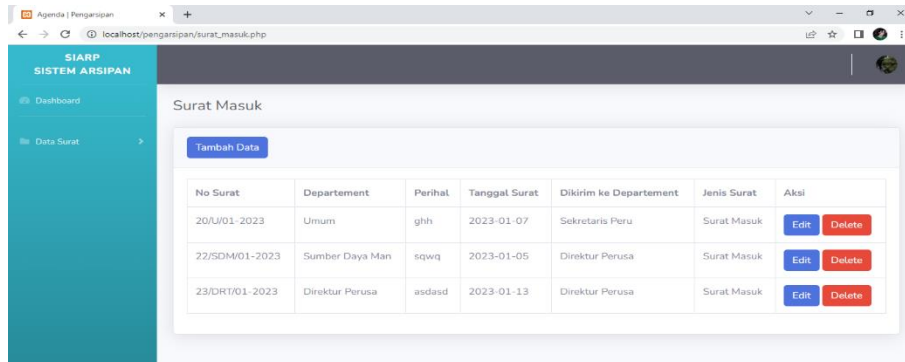 Agenda | Pengarsipan
localhost/pengarsipan/surat_masuk.php
SIARP
SISTEM ARSIPAN
Dashboard
Data Surat
Surat Masuk
Tambah Data
No Surat Departement Perihal Tanggal Surat Dikirim ke Departement Jenis Surat Aksi
20/U/01-2023 Umum ghh 2023-01-07 Sekretaris Peru Surat Masuk Edit Delete
22/SDM/01-2023 Sumber Daya Man sqwq 2023-01-05 Direktur Perusa Surat Masuk Edit Delete
23/DRT/01-2023 Direktur Perusa asdasd 2023-01-13 Direktur Perusa Surat Masuk Edit Delete